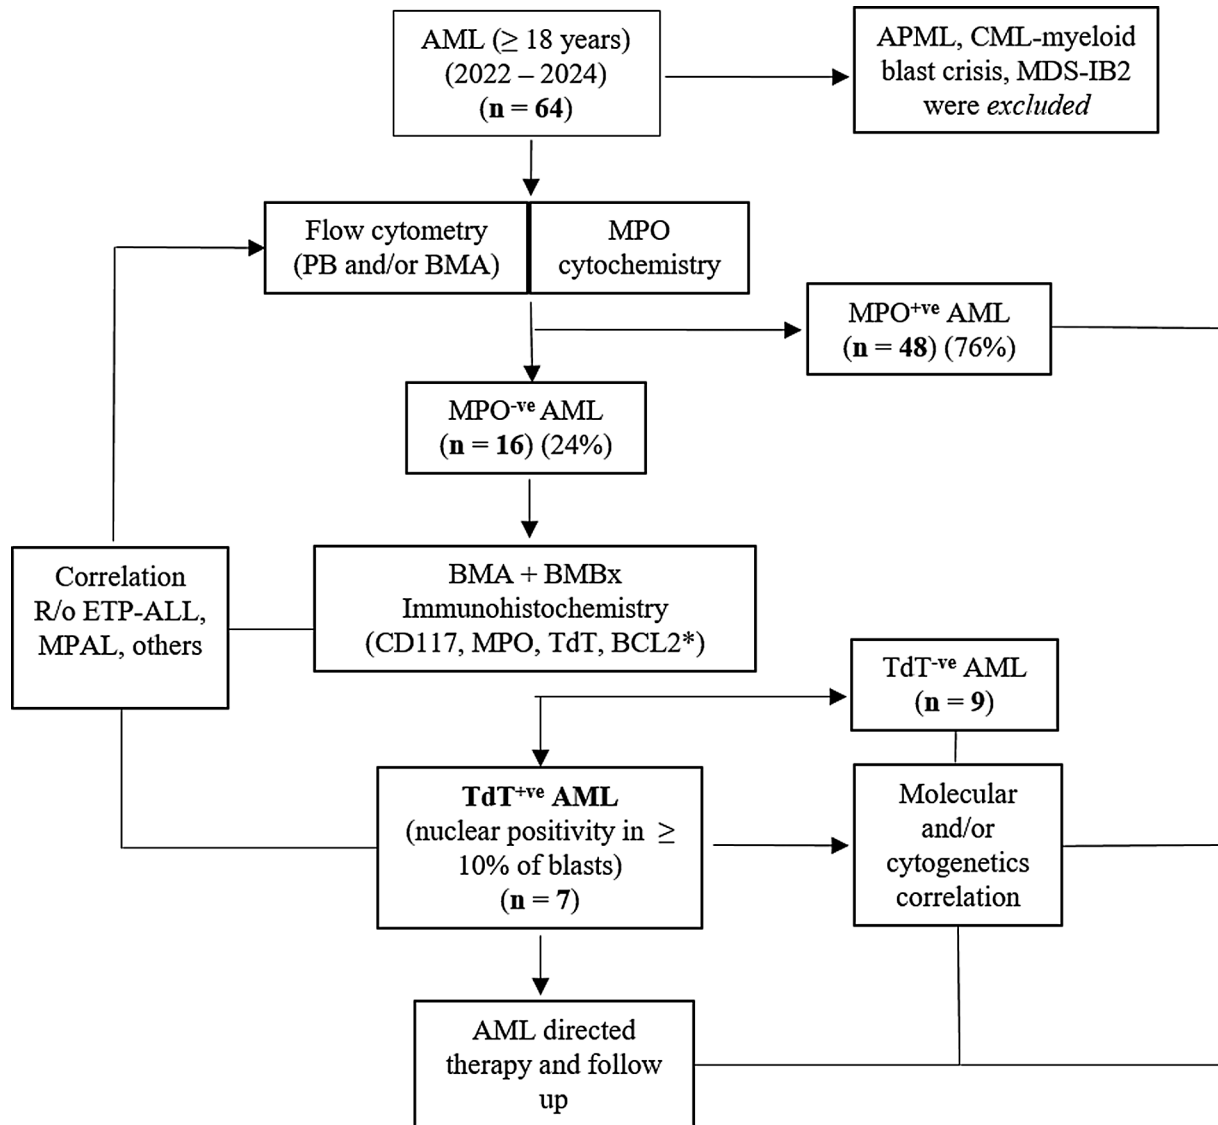 AML (≥ 18 years)
(2022 – 2024)
(n = 64)
APML, CML-myeloid
blast crisis, MDS-IB2
were excluded
Flow cytometry
(PB and/or BMA)
MPO
cytochemistry
MPO+ve AML
(n = 48) (76%)
MPO-ve AML
(n = 16) (24%)
Correlation
R/o ETP-ALL,
MPAL, others
BMA + BMBx
Immunohistochemistry
(CD117, MPO, TdT, BCL2*)
TdT-ve AML
(n = 9)
TdT+ve AML
(nuclear positivity in ≥
10% of blasts)
(n = 7)
Molecular
and/or
cytogenetics
correlation
AML directed
therapy and follow
up